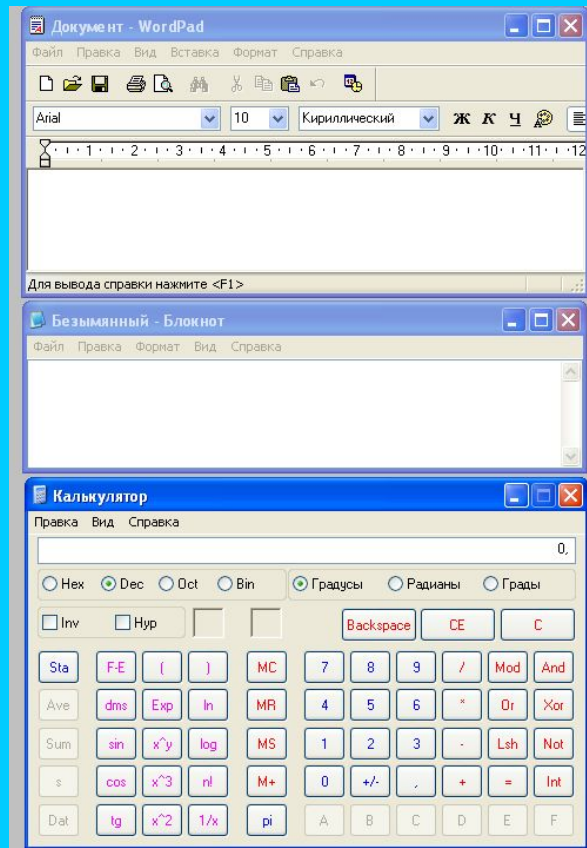 Документ - WordPad
Файл Правка Вид Вставка Формат Справка
Arial 10 Кириллический Ж К Ч
1 2 3 4 5 6 7 8 9 10 11 12
Для вывода справки нажмите <F1>
Безымянный - Блокнот
Файл Правка Формат Вид Справка
Калькулятор
Правка Вид Справка
0,
Hex Dec Oct Bin Градусы Радианы Грады
Inv Hyp Backspace CE C
Sta F-E ( ) MC 7 8 9 / Mod And
Ave dms Exp ln MR 4 5 6 * Or Xor
Sum sin x^y log MS 1 2 3 - Lsh Not
s cos x^3 n! M+ 0 +/- , + = Int
Dat tg x^2 1/x pi A B C D E F